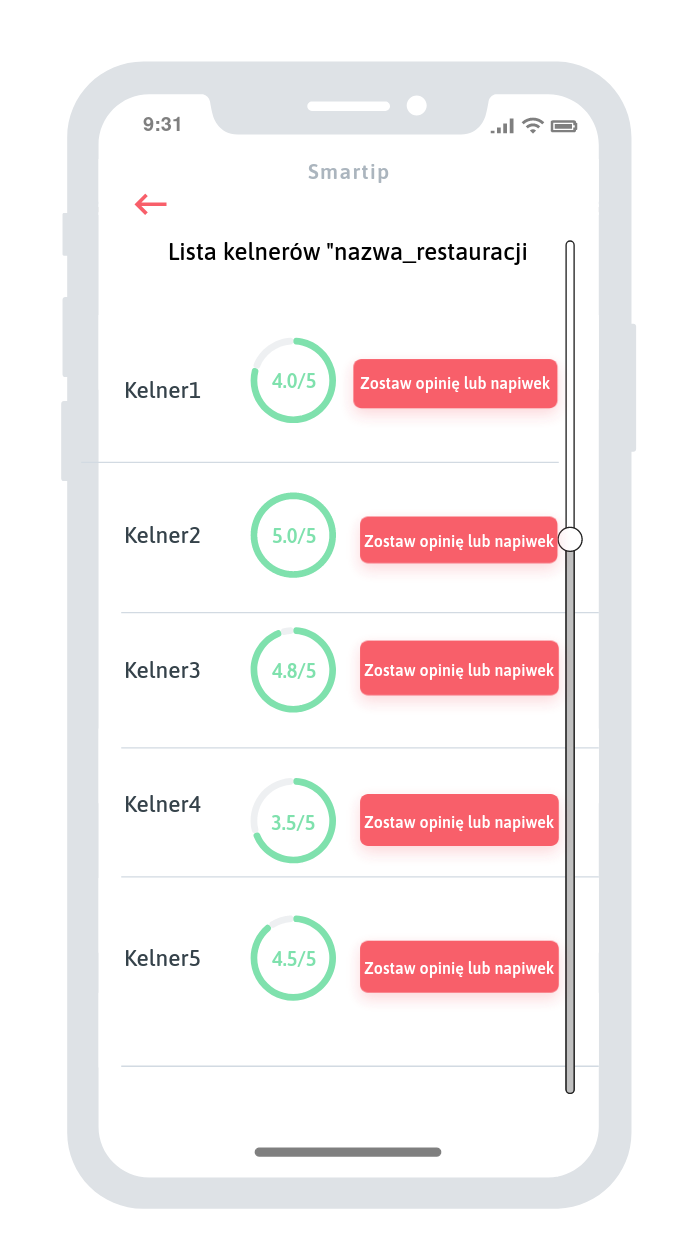 9:31
Smartip
Lista kelnerów "nazwa_restauracji
Kelner1
4.0/5
Zostaw opinię lub napiwek
Kelner2
5.0/5
Zostaw opinię lub napiwek
Kelner3
4.8/5
Zostaw opinię lub napiwek
Kelner4
3.5/5
Zostaw opinię lub napiwek
Kelner5
4.5/5
Zostaw opinię lub napiwek